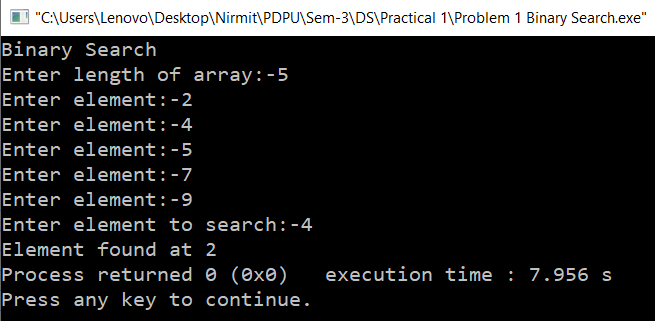 "C:\Users\Lenovo\Desktop\Nirmit\PDPU\Sem-3\DS\Practical 1\Problem 1 Binary Search.exe"
Binary Search
Enter length of array:-5
Enter element:-2
Enter element:-4
Enter element:-5
Enter element:-7
Enter element:-9
Enter element to search:-4
Element found at 2
Process returned 0 (0x0)   execution time : 7.956 s
Press any key to continue.